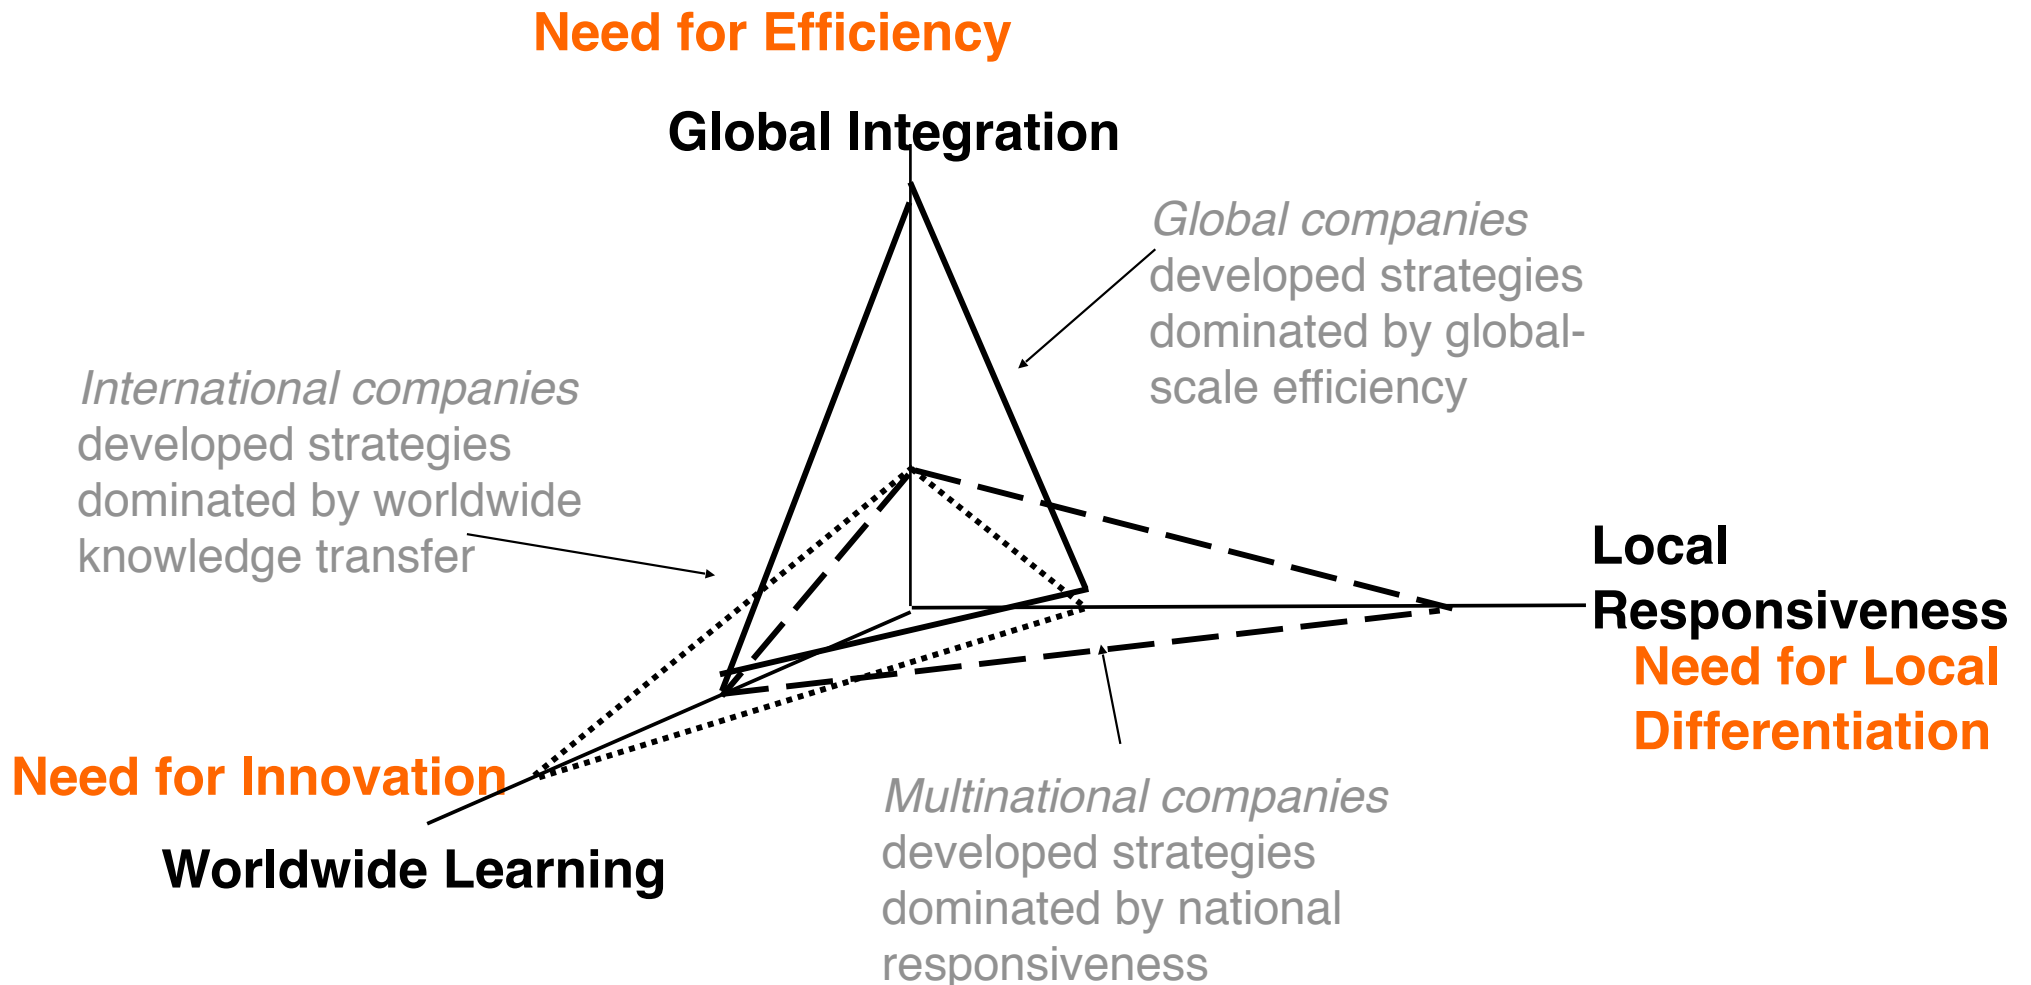 Need for Efficiency
Global Integration
Global companies
developed strategies
dominated by global-
scale efficiency
International companies
developed strategies
dominated by worldwide
knowledge transfer
Local
Responsiveness
Need for Local
Differentiation
Need for Innovation
Worldwide Learning
Multinational companies
developed strategies
dominated by national
responsiveness